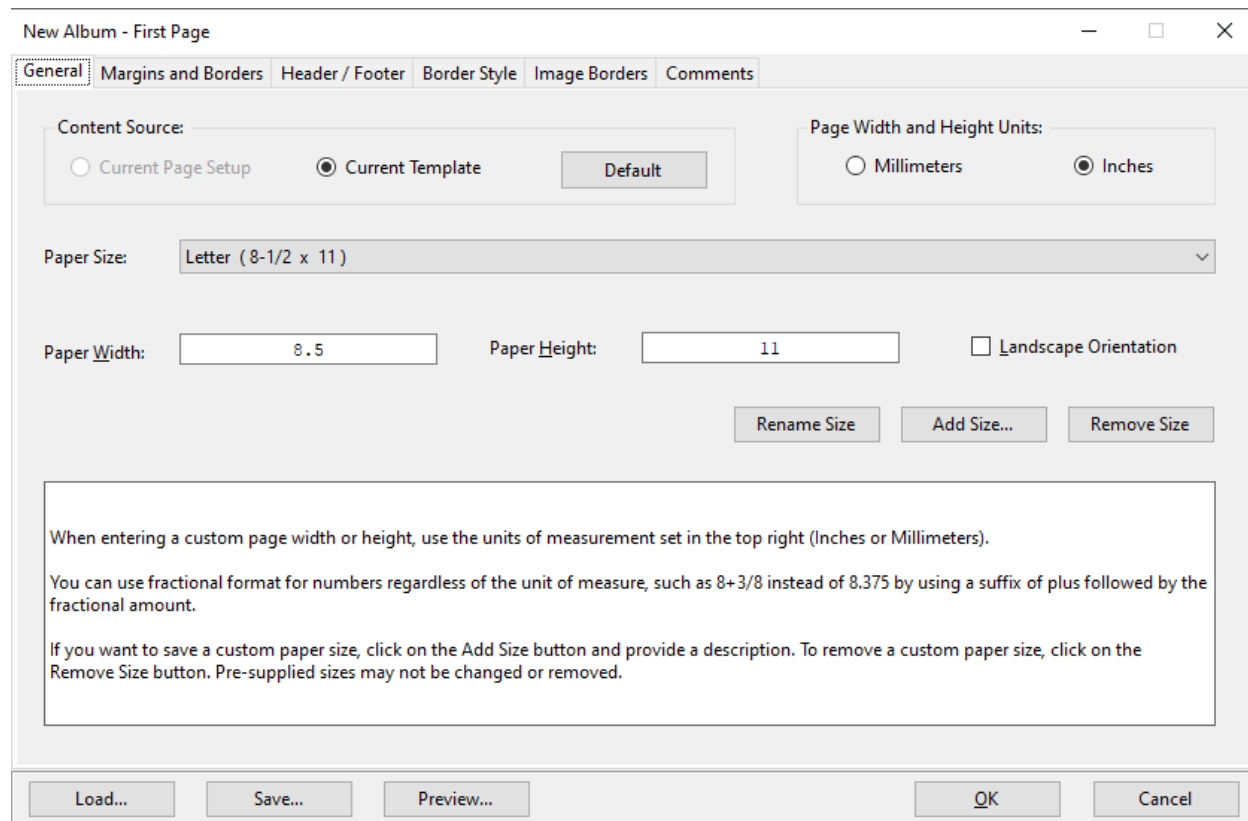 New Album - First Page
General Margins and Borders Header / Footer Border Style Image Borders Comments
Content Source:
Current Page Setup Current Template Default
Page Width and Height Units:
Millimeters Inches
Paper Size: Letter (8-1/2 x 11)
Paper Width: 8.5 Paper Height: 11 Landscape Orientation
Rename Size Add Size... Remove Size
When entering a custom page width or height, use the units of measurement set in the top right (Inches or Millimeters).
You can use fractional format for numbers regardless of the unit of measure, such as 8+3/8 instead of 8.375 by using a suffix of plus followed by the
fractional amount.
If you want to save a custom paper size, click on the Add Size button and provide a description. To remove a custom paper size, click on the
Remove Size button. Pre-supplied sizes may not be changed or removed.
Load... Save... Preview... OK Cancel